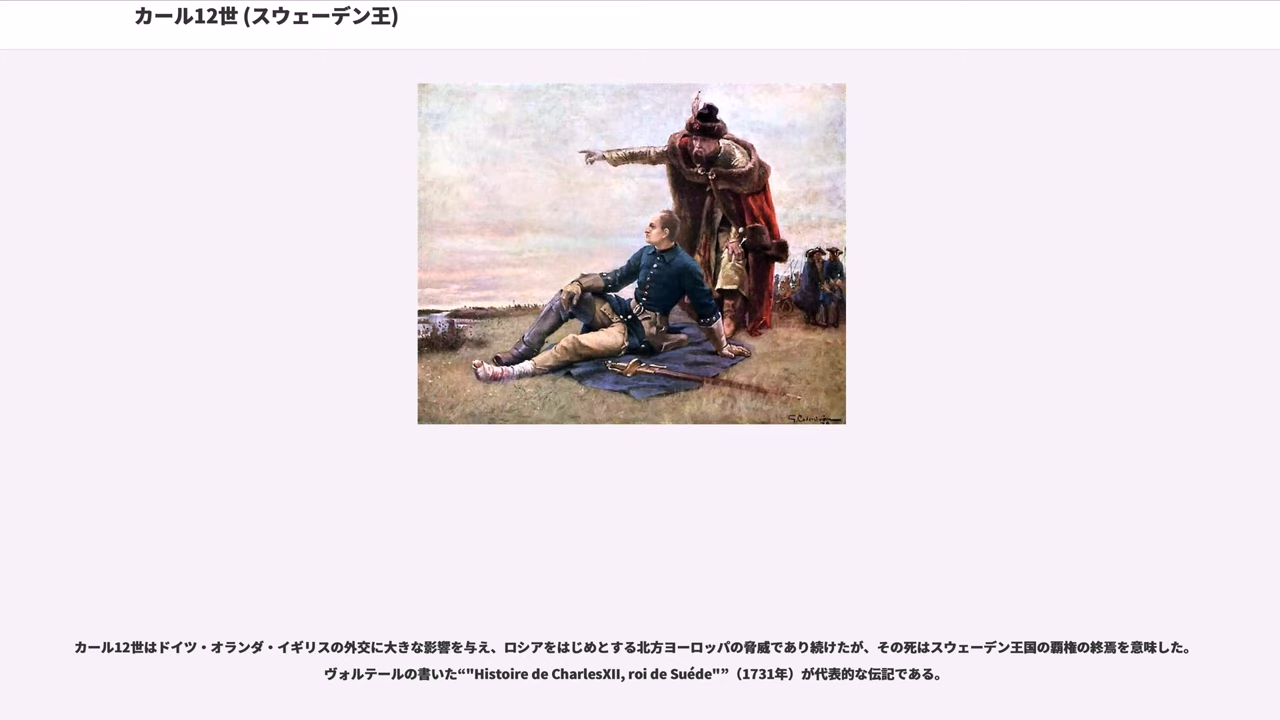 カール12世 (スウェーデン王)
カール12世はドイツ・オランダ・イギリスの外交に大きな影響を与え、ロシアをはじめとする北方ヨーロッパの脅威であり続けたが、その死はスウェーデン王国の覇権の終焉を意味した。
ヴォルテールの書いた“"Histoire de CharlesXII, roi de Suéde"”（1731年）が代表的な伝記である。